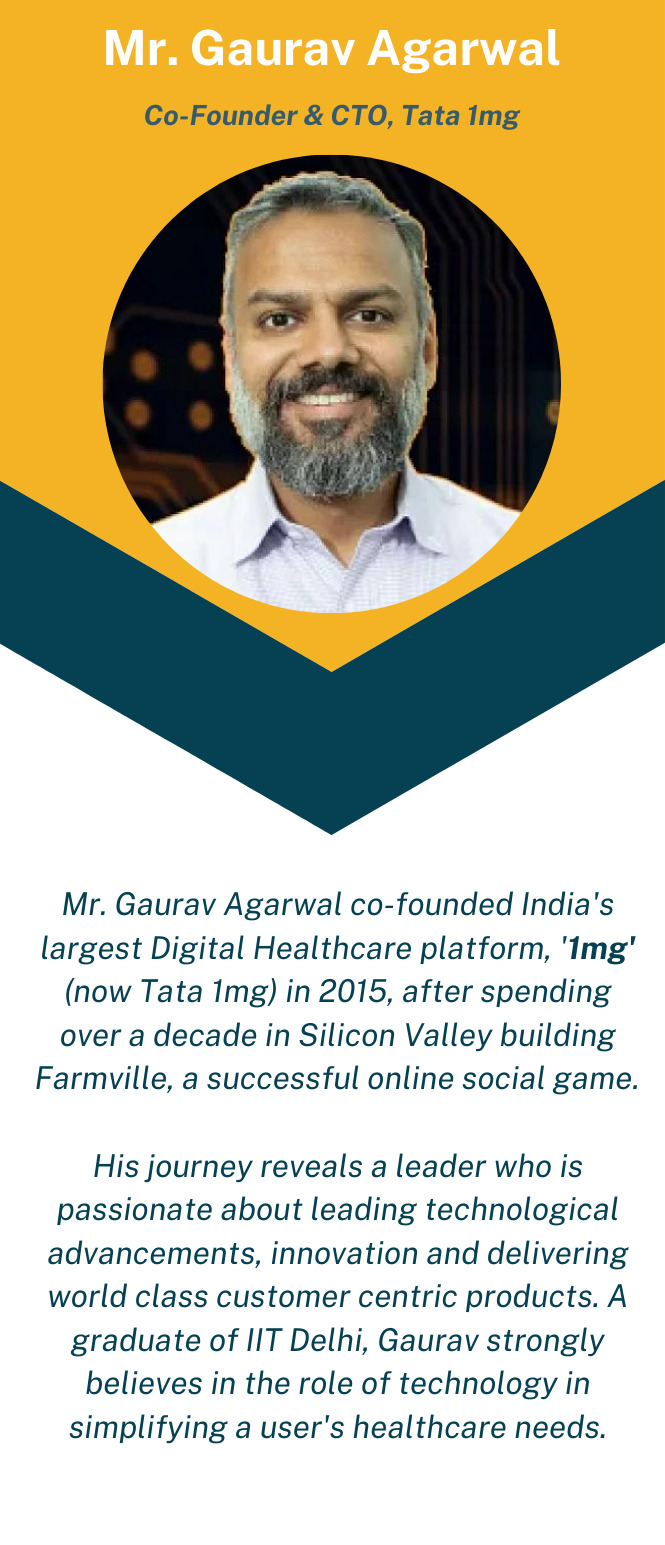 Mr. Gaurav Agarwal
Co-Founder & CTO, Tata 1mg
Mr. Gaurav Agarwal co-founded India's
largest Digital Healthcare platform, '1mg'
(now Tata 1mg) in 2015, after spending
over a decade in Silicon Valley building
Farmville, a successful online social game.
His journey reveals a leader who is
passionate about leading technological
advancements, innovation and delivering
world class customer centric products. A
graduate of IIT Delhi, Gaurav strongly
believes in the role of technology in
simplifying a user's healthcare needs.